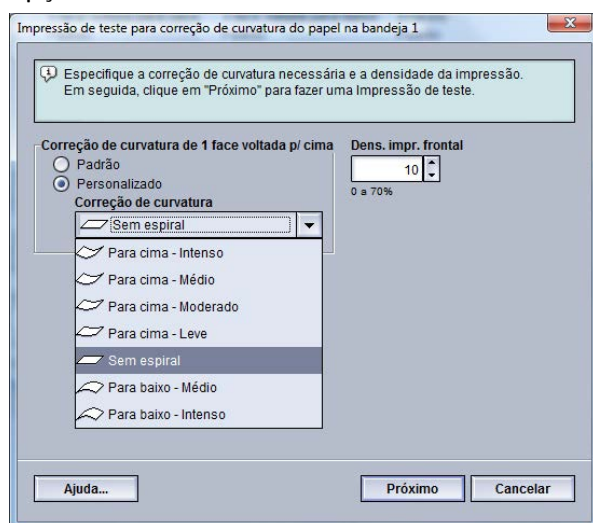 Impressão de teste para correção de curvatura do papel na bandeja 1
Especifique a correção de curvatura necessária e a densidade da impressão.
Em seguida, clique em "Próximo" para fazer uma Impressão de teste.
Correção de curvatura de 1 face voltada p/ cima
Padrão
Personalizado
Correção de curvatura
Sem espiral
Para cima - Intenso
Para cima - Médio
Para cima - Moderado
Para cima - Leve
Sem espiral
Para baixo - Médio
Para baixo - Intenso
Dens. impr. frontal
10
0 a 70%
Ajuda...
Próximo
Cancelar